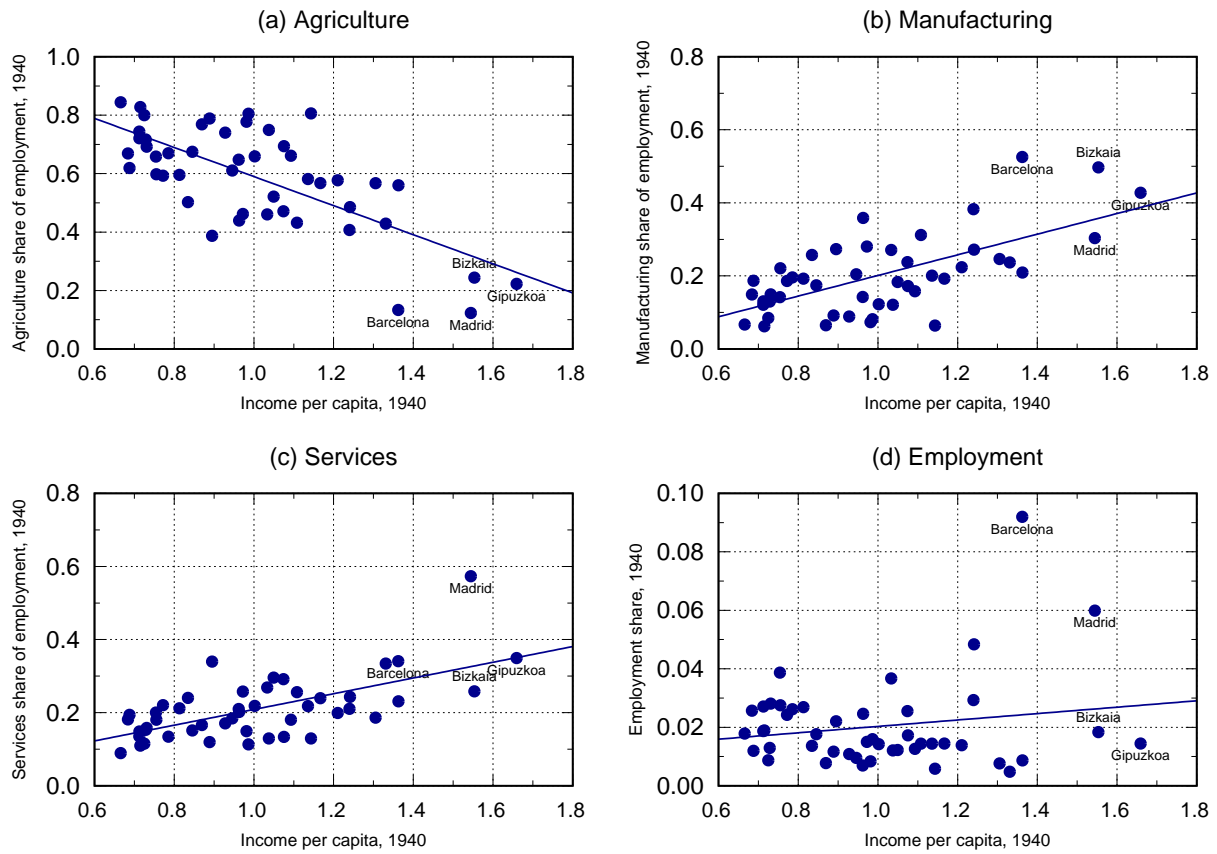 (a) Agriculture
Agriculture share of employment, 1940
1.0
0.8
0.6
0.4
0.2
0.0
Bizkaia
Gipuzkoa
Barcelona
Madrid
0.6 0.8 1.0 1.2 1.4 1.6 1.8
Income per capita, 1940
(b) Manufacturing
Manufacturing share of employment, 1940
0.8
0.6
0.4
0.2
0.0
Bizkaia
Barcelona
Gipuzkoa
Madrid
0.6 0.8 1.0 1.2 1.4 1.6 1.8
Income per capita, 1940
(c) Services
Services share of employment, 1940
0.8
0.6
0.4
0.2
0.0
Madrid
Barcelona
Bizkaia
Gipuzkoa
0.6 0.8 1.0 1.2 1.4 1.6 1.8
Income per capita, 1940
(d) Employment
Employment share, 1940
0.10
0.08
0.06
0.04
0.02
0.00
Barcelona
Madrid
Bizkaia
Gipuzkoa
0.6 0.8 1.0 1.2 1.4 1.6 1.8
Income per capita, 1940